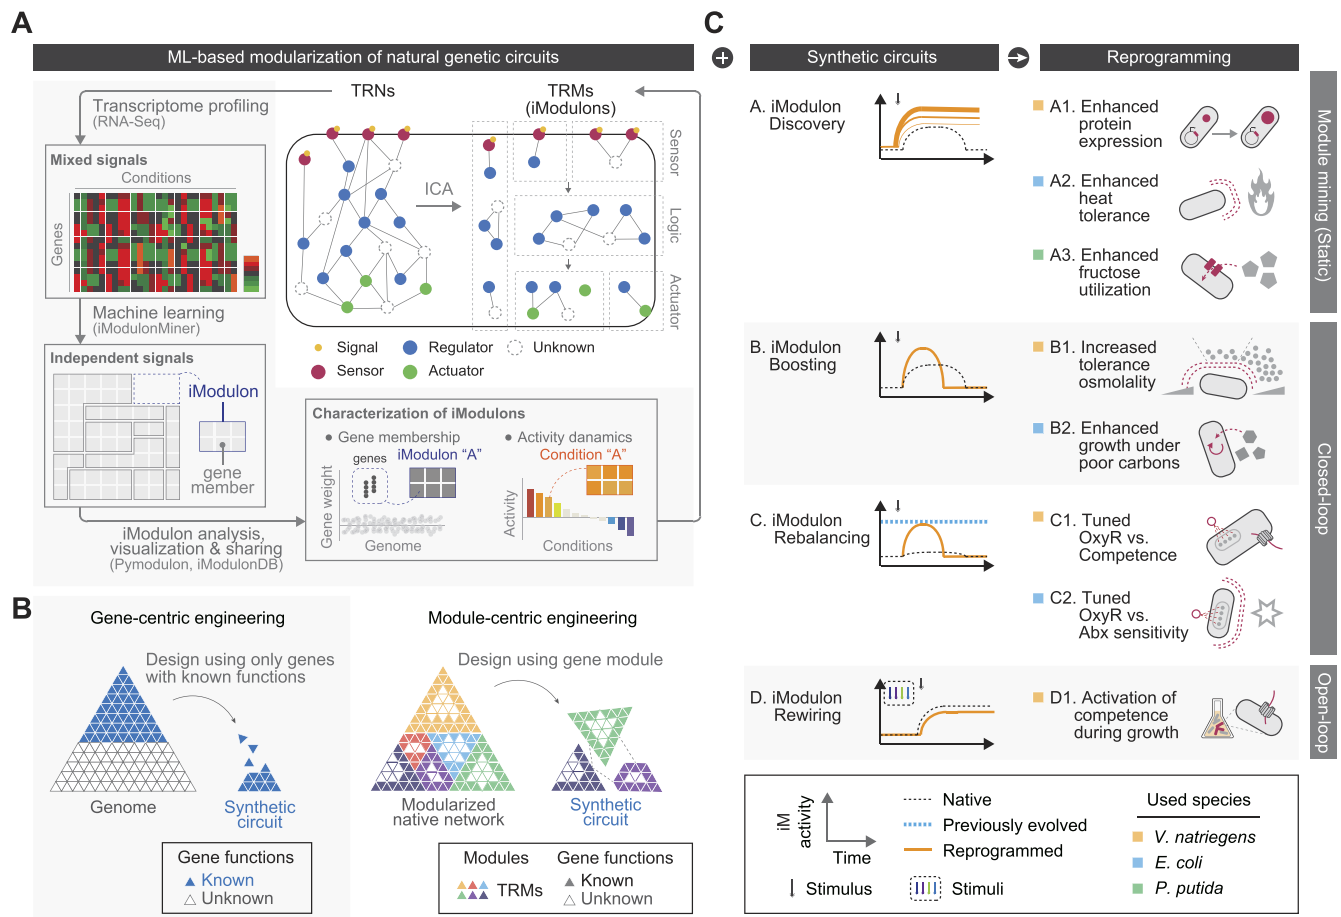 A
ML-based modularization of natural genetic circuits
Transcriptome profiling
(RNA-Seq)
TRNs
TRMs
(iModulons)
Mixed signals
Conditions
Genes
ICA
Sensor
Logic
Actuator
Machine learning
(iModulonMiner)
Signal
Regulator
Unknown
Sensor
Actuator
Independent signals
iModulon
gene
member
Characterization of iModulons
Gene membership
Activity danamics
genes
iModulon “A”
Condition “A”
Gene weight
Genome
Activity
Conditions
iModulon analysis,
visualization & sharing
(Pymodulon, iModulonDB)
B
Gene-centric engineering
Design using only genes
with known functions
Genome
Synthetic
circuit
Gene functions
Known
Unknown
Module-centric engineering
Design using gene module
Modularized
native network
Synthetic
circuit
Modules
Gene functions
TRMs
Known
Unknown
C
Synthetic circuits
Reprogramming
A. iModulon
Discovery
A1. Enhanced
protein
expression
A2. Enhanced
heat
tolerance
A3. Enhanced
fructose
utilization
Module mining (Static)
B. iModulon
Boosting
B1. Increased
tolerance
osmolality
B2. Enhanced
growth under
poor carbons
C. iModulon
Rebalancing
C1. Tuned
OxyR vs.
Competence
C2. Tuned
OxyR vs.
Abx sensitivity
Closed-loop
D. iModulon
Rewiring
D1. Activation of
competence
during growth
Open-loop
iM
activity
Time
Native
Previously evolved
Reprogrammed
Stimulus
Stimuli
Used species
V. natriegens
E. coli
P. putida